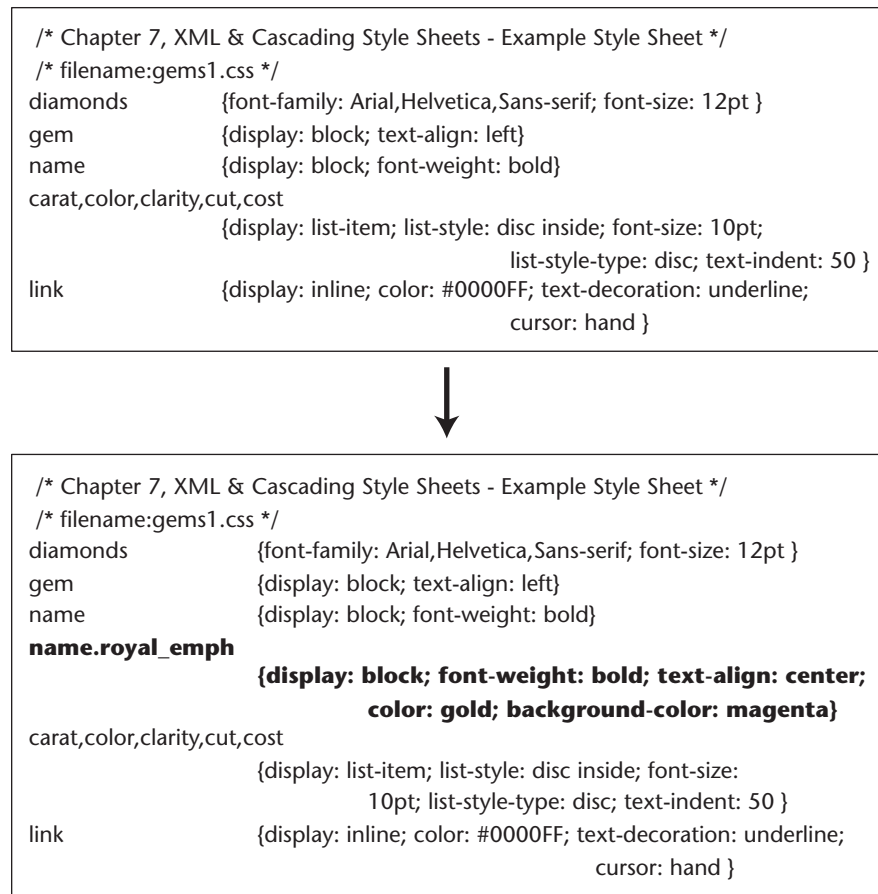 /* Chapter 7, XML & Cascading Style Sheets - Example Style Sheet */
/* filename:gems1.css */
diamonds {font-family: Arial,Helvetica,Sans-serif; font-size: 12pt }
gem {display: block; text-align: left}
name {display: block; font-weight: bold}
carat,color,clarity,cut,cost
{display: list-item; list-style: disc inside; font-size: 10pt;
list-style-type: disc; text-indent: 50 }
link {display: inline; color: #0000FF; text-decoration: underline;
cursor: hand }
/* Chapter 7, XML & Cascading Style Sheets - Example Style Sheet */
/* filename:gems1.css */
diamonds {font-family: Arial,Helvetica,Sans-serif; font-size: 12pt }
gem {display: block; text-align: left}
name {display: block; font-weight: bold}
name.royal_emph
{display: block; font-weight: bold; text-align: center;
color: gold; background-color: magenta}
carat,color,clarity,cut,cost
{display: list-item; list-style: disc inside; font-size:
10pt; list-style-type: disc; text-indent: 50 }
link {display: inline; color: #0000FF; text-decoration: underline;
cursor: hand }